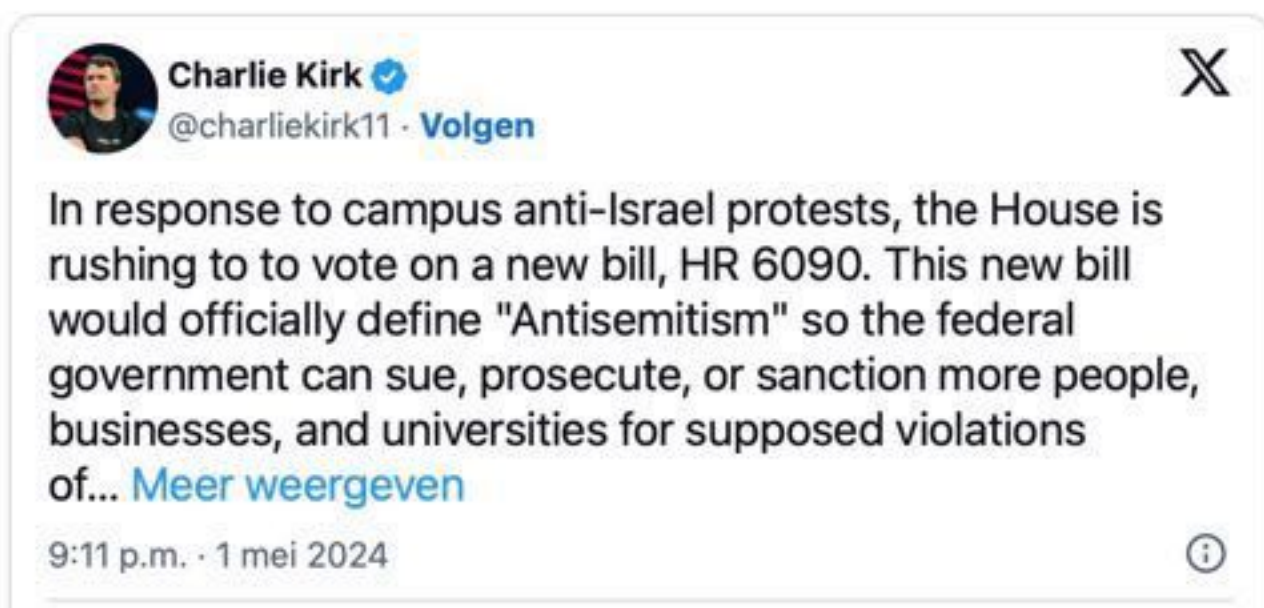 Charlie Kirk
@charliekirk11 · Volgen
In response to campus anti-Israel protests, the House is
rushing to to vote on a new bill, HR 6090. This new bill
would officially define "Antisemitism" so the federal
government can sue, prosecute, or sanction more people,
businesses, and universities for supposed violations
of... Meer weergeven
9:11 p.m. · 1 mei 2024